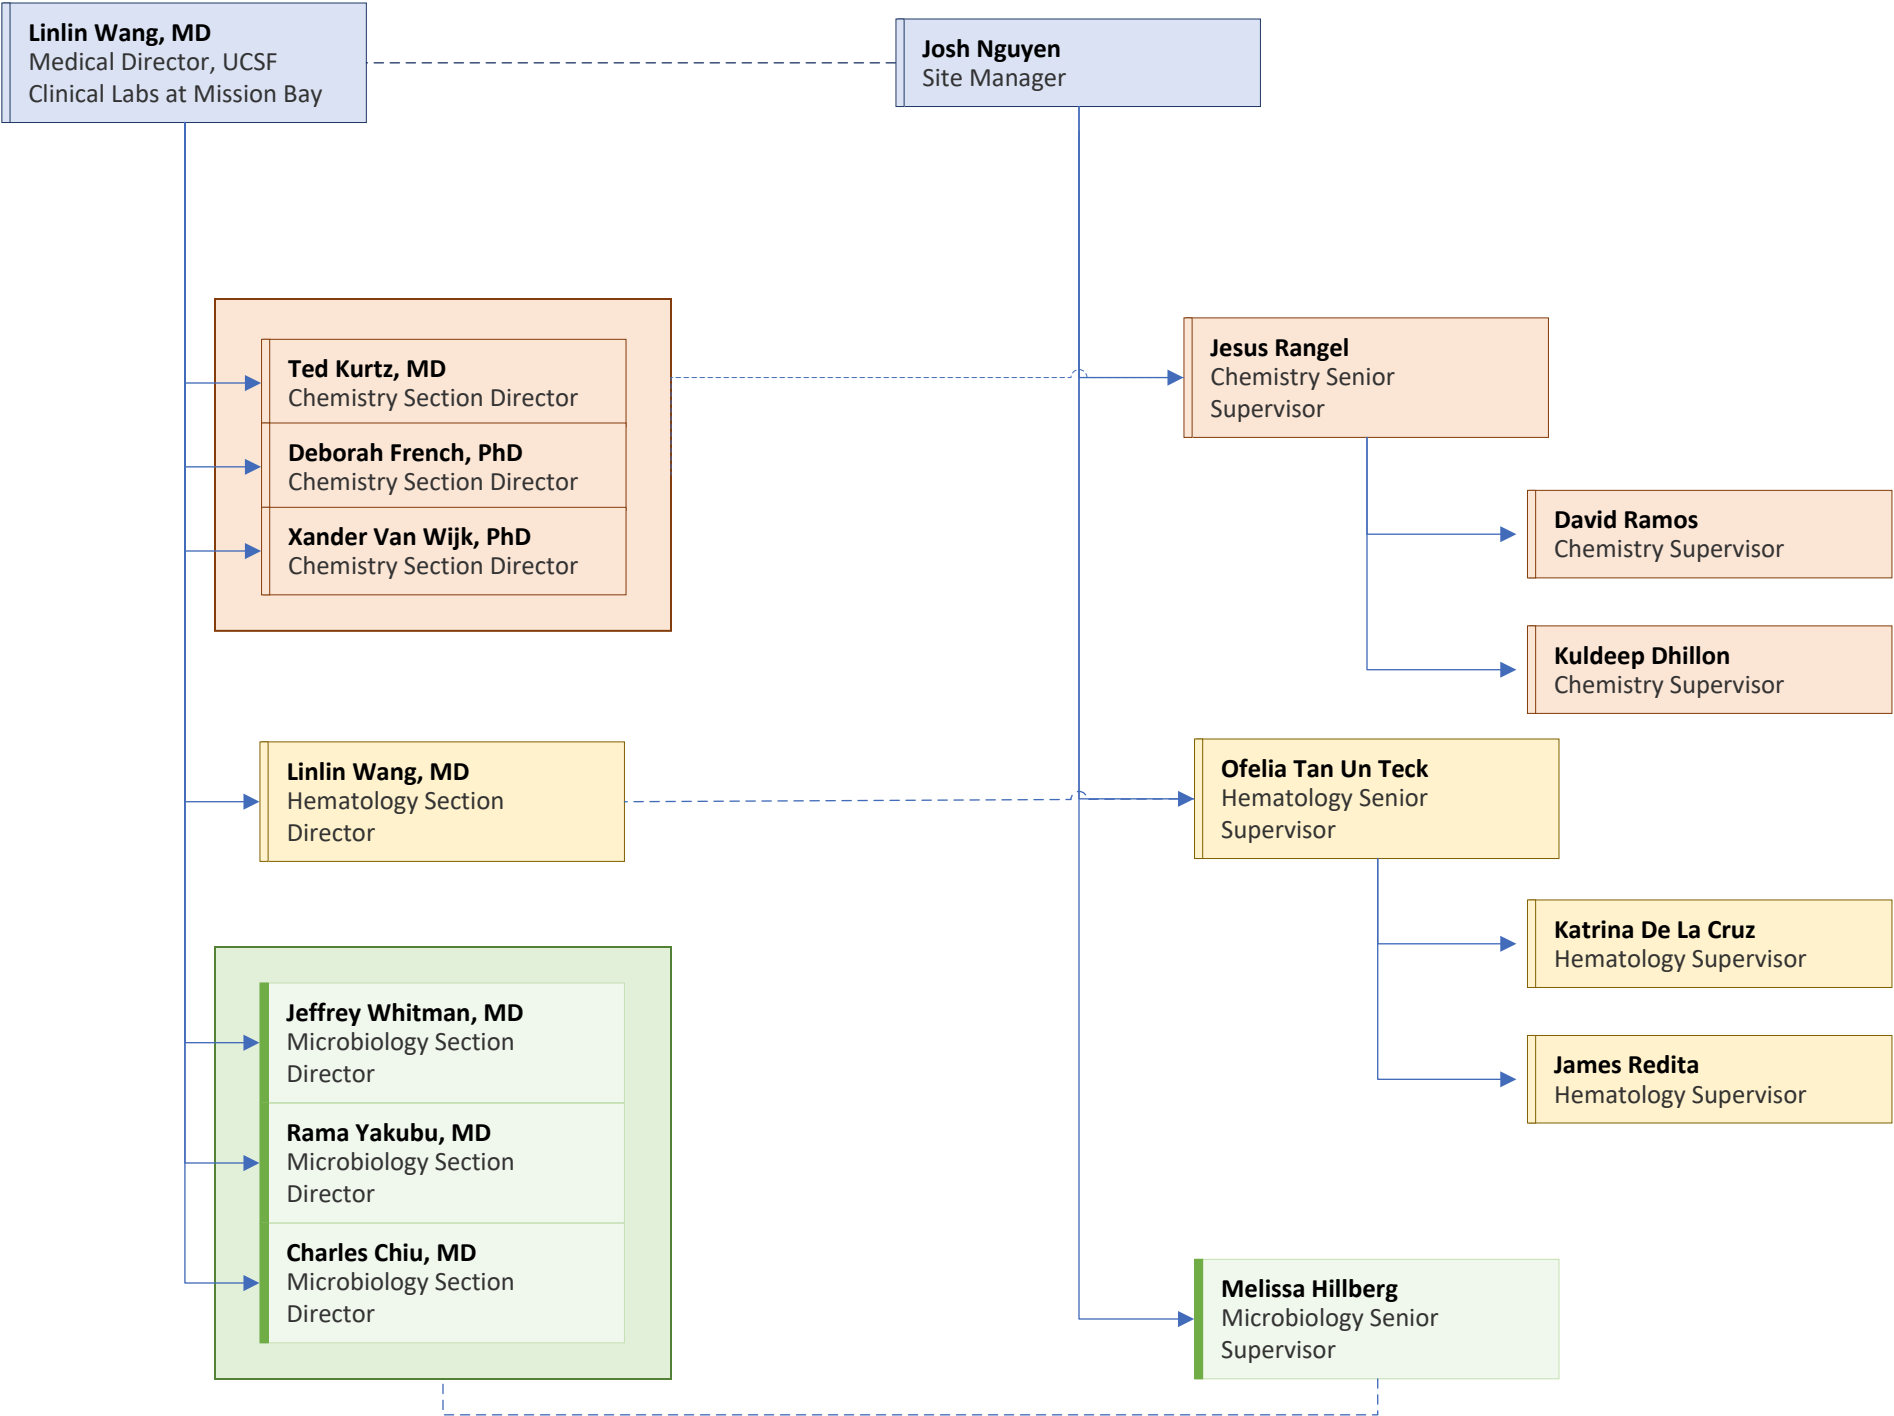 Linlin Wang, MD
Medical Director, UCSF
Clinical Labs at Mission Bay
Josh Nguyen
Site Manager
Ted Kurtz, MD
Chemistry Section Director
Deborah French, PhD
Chemistry Section Director
Xander Van Wijk, PhD
Chemistry Section Director
Jesus Rangel
Chemistry Senior
Supervisor
David Ramos
Chemistry Supervisor
Kuldeep Dhillon
Chemistry Supervisor
Linlin Wang, MD
Hematology Section
Director
Ofelia Tan Un Teck
Hematology Senior
Supervisor
Katrina De La Cruz
Hematology Supervisor
James Redita
Hematology Supervisor
Jeffrey Whitman, MD
Microbiology Section
Director
Rama Yakubu, MD
Microbiology Section
Director
Charles Chiu, MD
Microbiology Section
Director
Melissa Hillberg
Microbiology Senior
Supervisor